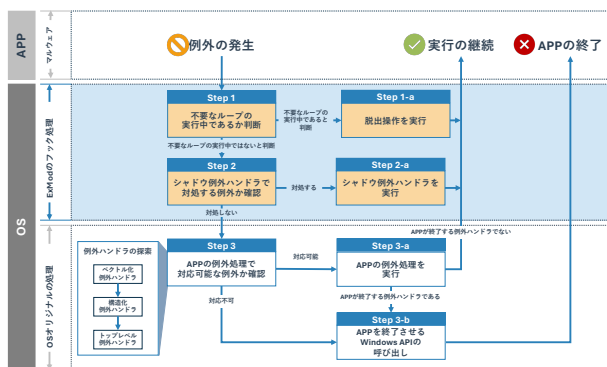 APP
マルウェア
例外の発生
実行の継続
APPの終了
OS
ExModのフック処理
Step 1
不要なループの
実行中であるか判断
不要なループの
実行中であると
判断
Step 1-a
脱出操作を実行
不要なループの実行中ではないと判断
Step 2
シャドウ例外ハンドラで
対処する例外か確認
対処する
Step 2-a
シャドウ例外ハンドラを
実行
対処しない
OSオリジナルの処理
例外ハンドラの探索
ベクトル化
例外ハンドラ
構造化
例外ハンドラ
トップレベル
例外ハンドラ
Step 3
APPの例外処理で
対応可能な例外か確認
対応可能
Step 3-a
APPの例外処理を
実行
APPが終了する例外ハンドラでない
対応不可
APPが終了する例外ハンドラである
Step 3-b
APPを終了させる
Windows APIの
呼び出し